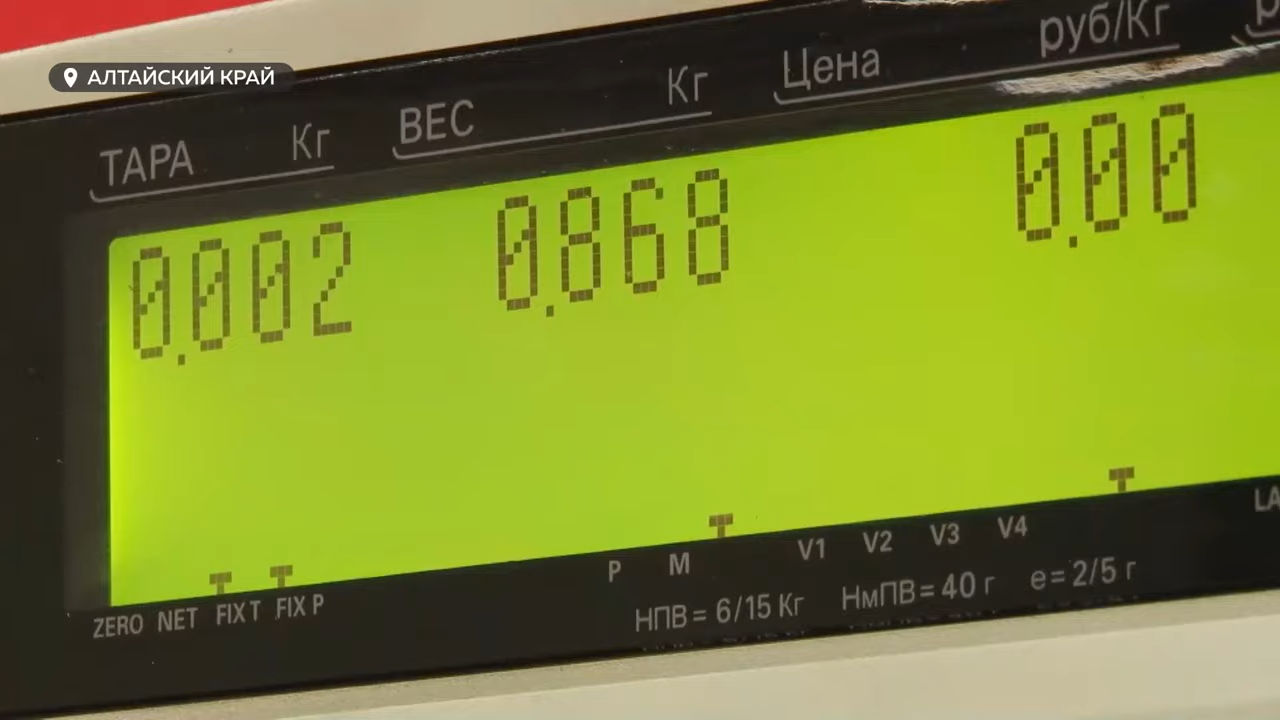 АЛТАЙСКИЙ КРАЙ
ТАРА Кг ВЕС Кг Цена руб/Кг
0.002 0.868 0.00
ZERO NET FIX T FIX P P M V1 V2 V3 V4
НПВ = 6/15 Кг НмПВ = 40 г e = 2/5 г